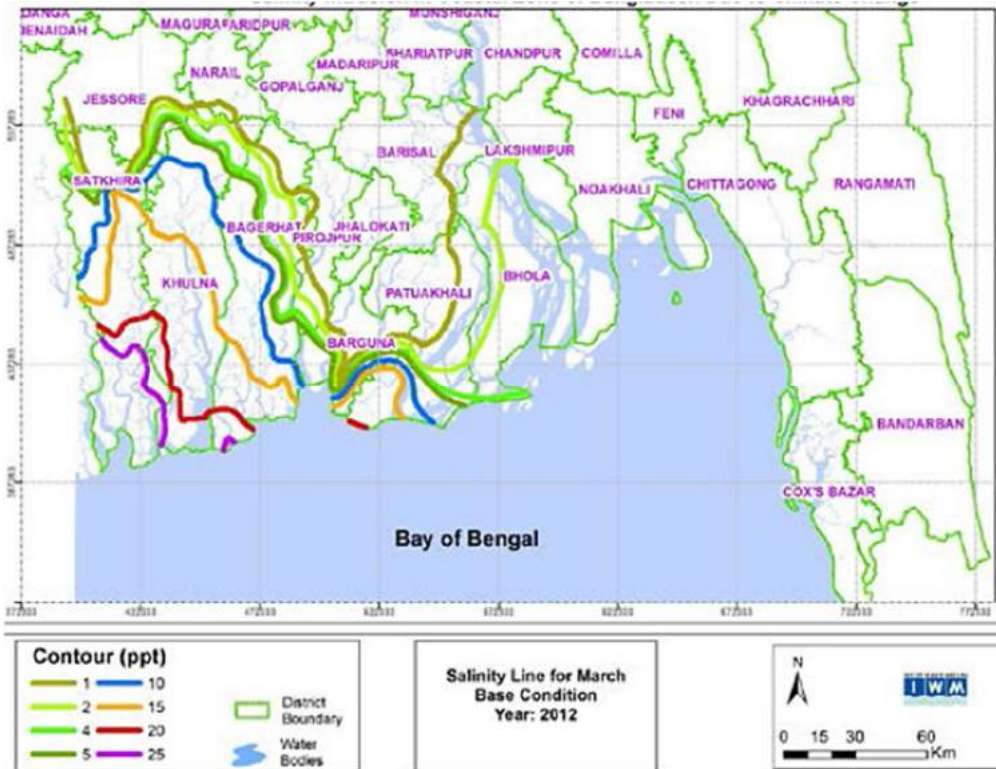 MUNSHIGANJ
MAGURA FARIDPUR
SHARIATPUR CHANDPUR COMILLA
MADARIPUR
NARAIL
GOPALGANJ
JESSORE
KHAGRACHHARI
FENI
BARISAL
LAKSHMIPUR
SATKHIRA
NOAKHALI
CHITTAGONG
RANGAMATI
BAGERHAT
JHALOKATI
PIROJPUR
BHOLA
KHULNA
PATUAKHALI
BARGUNA
BANDARBAN
COX'S BAZAR
Bay of Bengal
Contour (ppt)
1 10
2 15
4 20
5 25
District
Boundary
Water
Bodies
Salinity Line for March
Base Condition
Year: 2012
N
IWM
0 15 30 60
Km